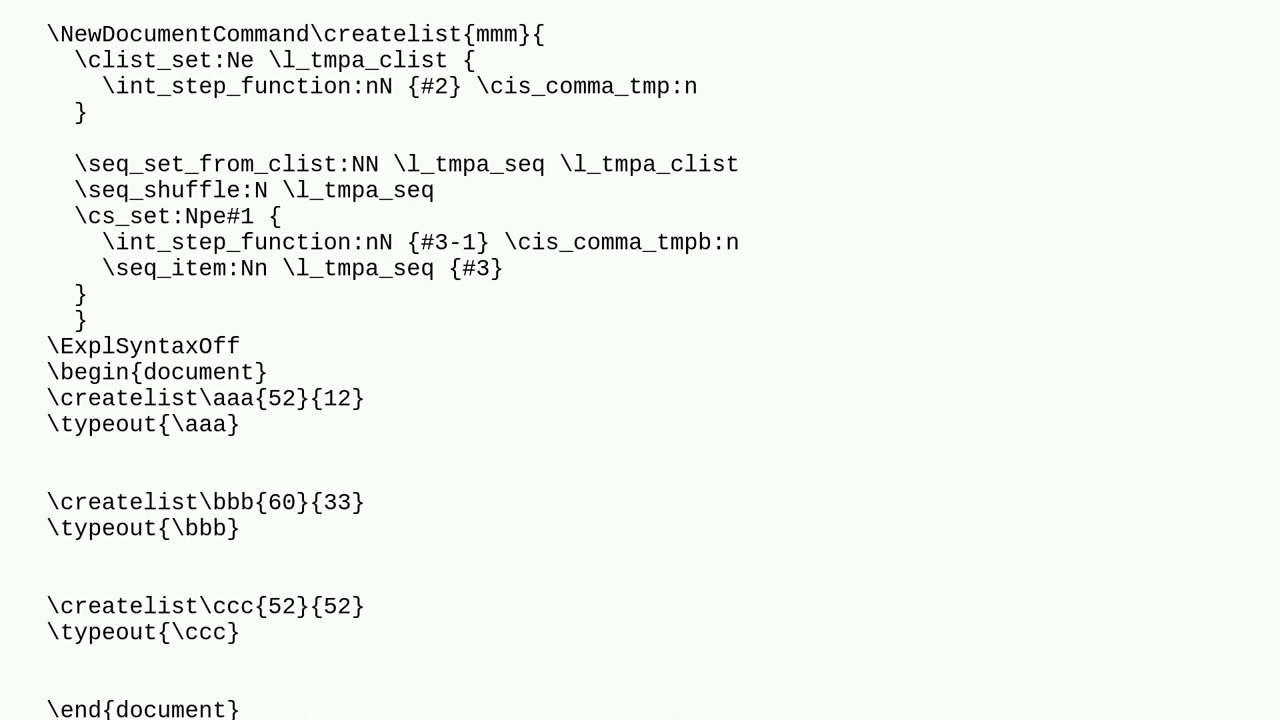 \NewDocumentCommand\createlist{mmm}{
  \clist_set:Ne \l_tmpa_clist {
    \int_step_function:nN {#2} \cis_comma_tmp:n
  }
  \seq_set_from_clist:NN \l_tmpa_seq \l_tmpa_clist
  \seq_shuffle:N \l_tmpa_seq
  \cs_set:Npe#1 {
    \int_step_function:nN {#3-1} \cis_comma_tmpb:n
    \seq_item:Nn \l_tmpa_seq {#3}
  }
  }
\ExplSyntaxOff
\begin{document}
\createlist\aaa{52}{12}
\typeout{\aaa}
\createlist\bbb{60}{33}
\typeout{\bbb}
\createlist\ccc{52}{52}
\typeout{\ccc}
\end{document}